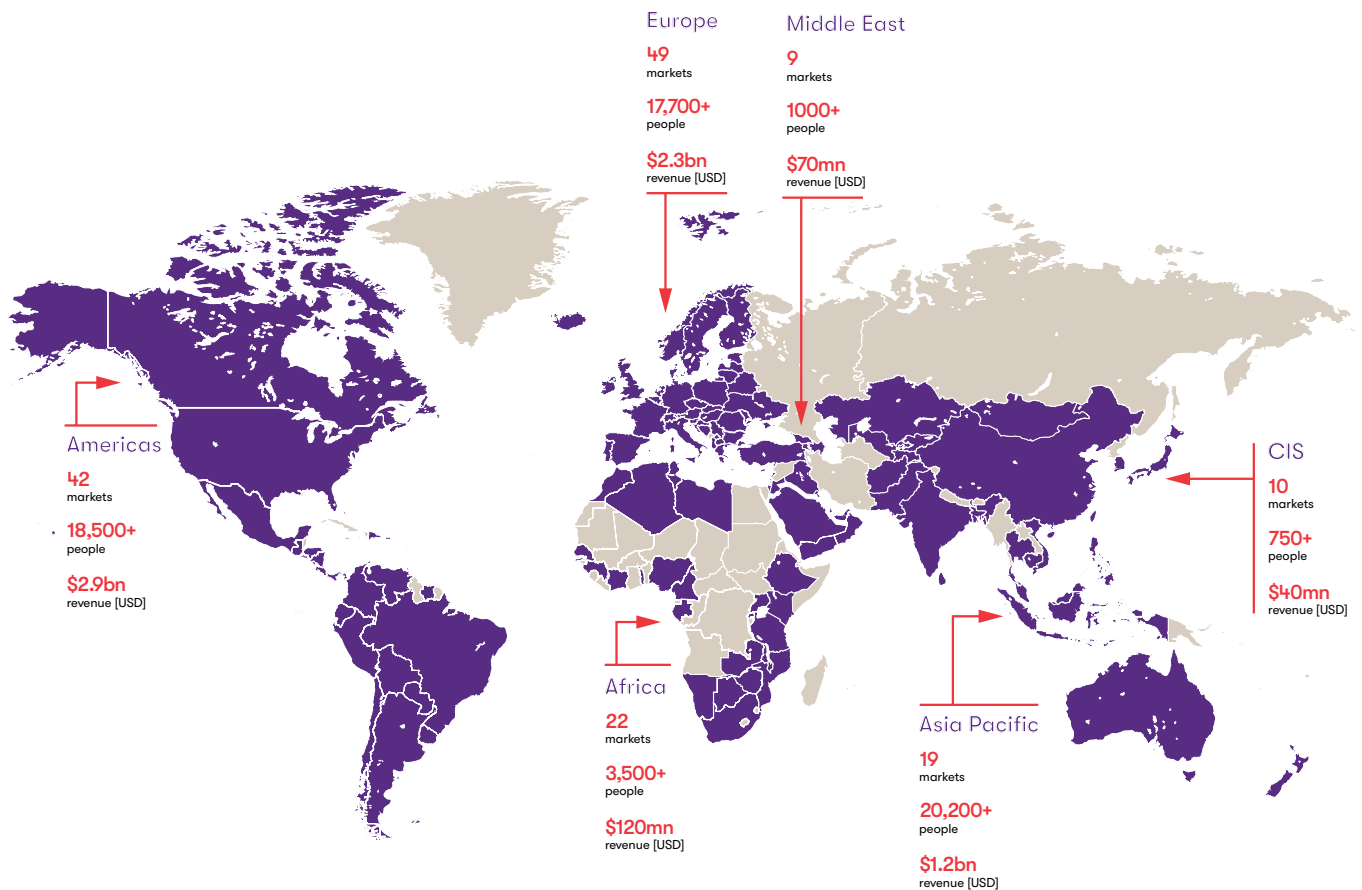 Europe
49
markets
17,700+
people
$2.3bn
revenue [USD]
Middle East
9
markets
1000+
people
$70mn
revenue [USD]
Americas
42
markets
18,500+
people
$2.9bn
revenue [USD]
CIS
10
markets
750+
people
$40mn
revenue [USD]
Africa
22
markets
3,500+
people
$120mn
revenue [USD]
Asia Pacific
19
markets
20,200+
people
$1.2bn
revenue [USD]